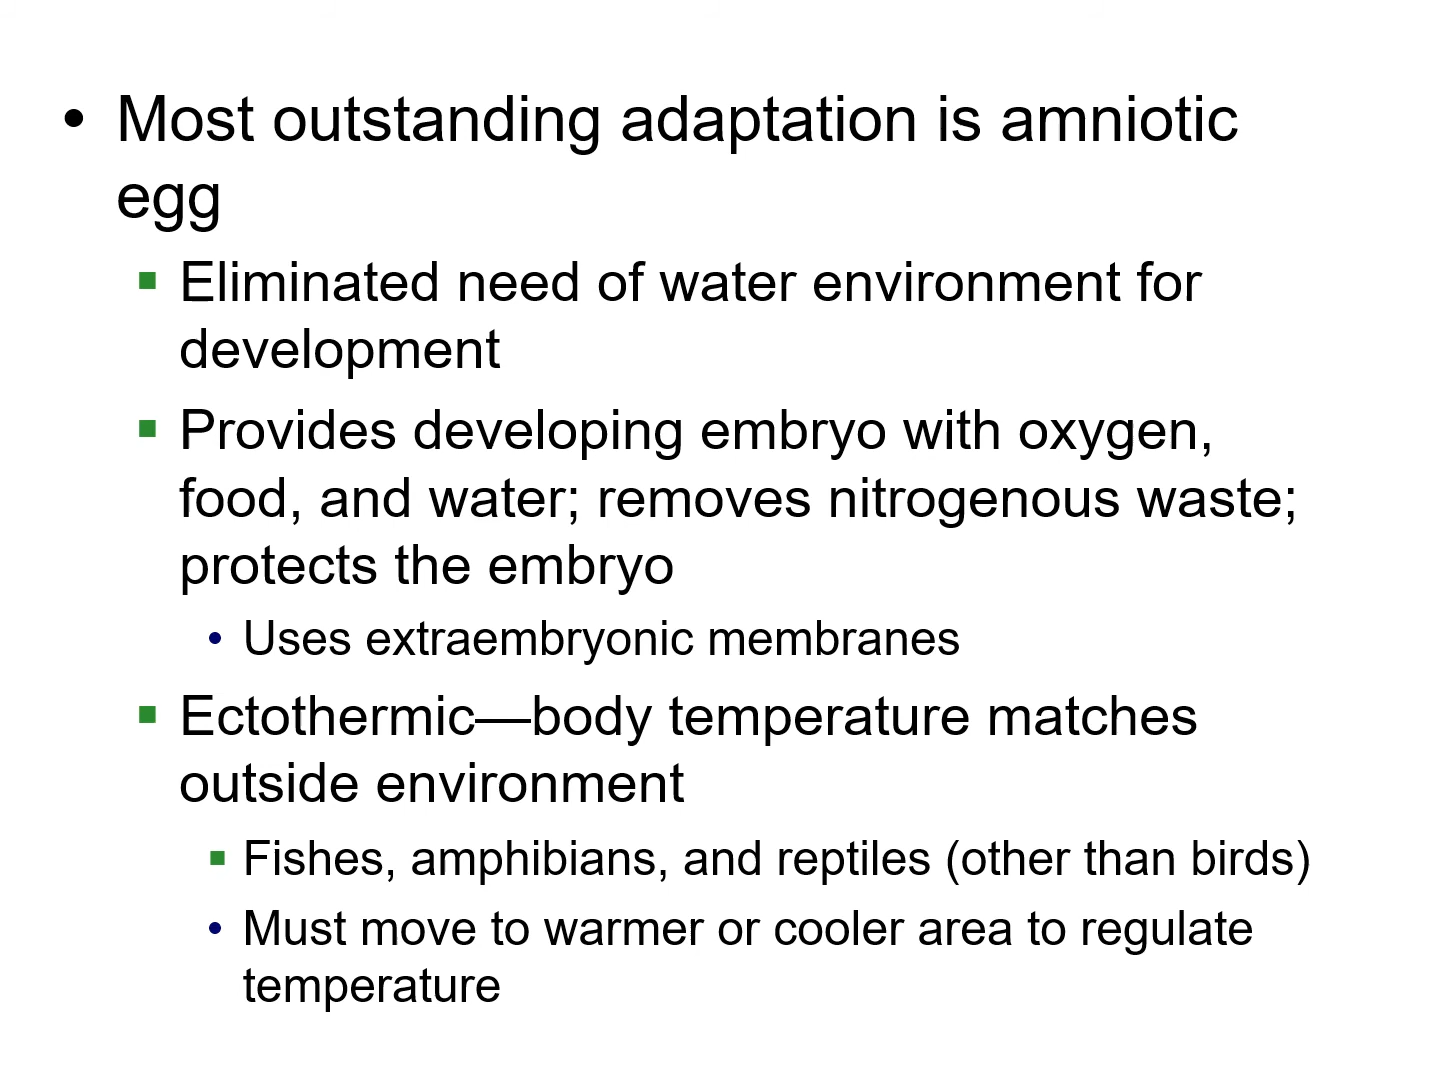 • Most outstanding adaptation is amniotic
egg
▪ Eliminated need of water environment for
development
▪ Provides developing embryo with oxygen,
food, and water; removes nitrogenous waste;
protects the embryo
• Uses extraembryonic membranes
▪ Ectothermic—body temperature matches
outside environment
▪ Fishes, amphibians, and reptiles (other than birds)
• Must move to warmer or cooler area to regulate
temperature